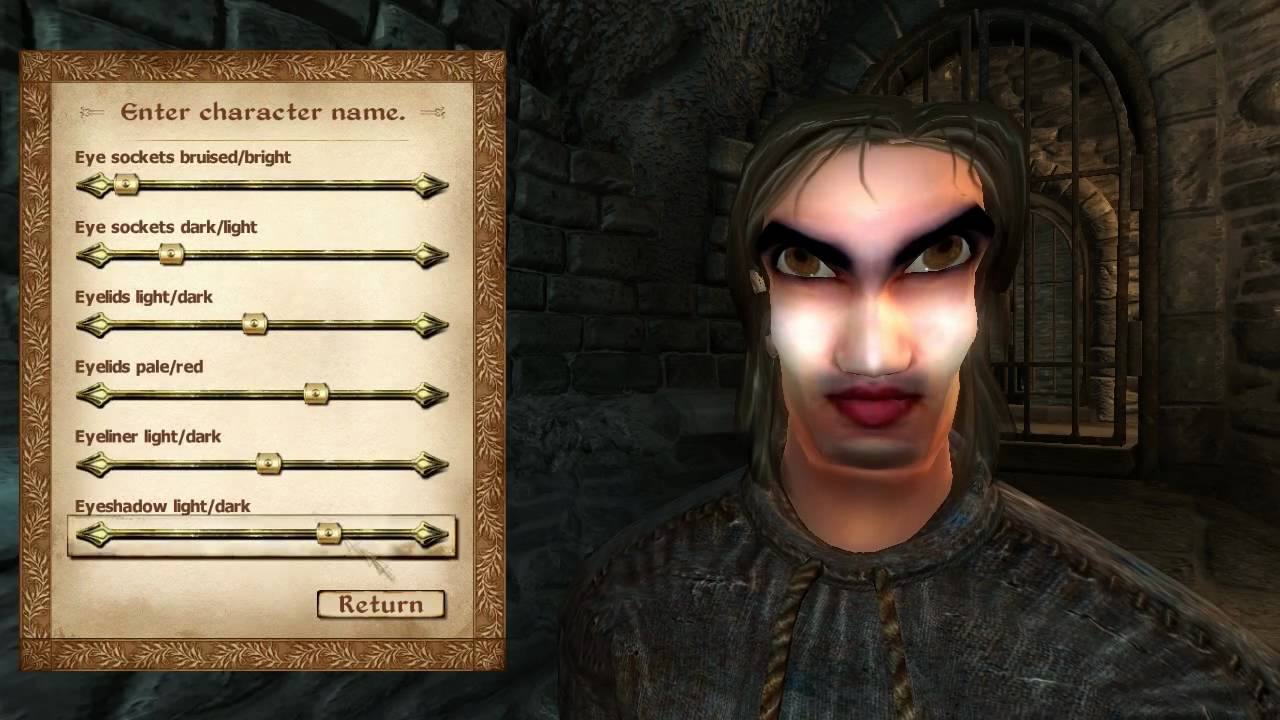 Enter character name.
Eye sockets bruised/bright
Eye sockets dark/light
Eyelids light/dark
Eyelids pale/red
Eyeliner light/dark
Eyeshadow light/dark
Return